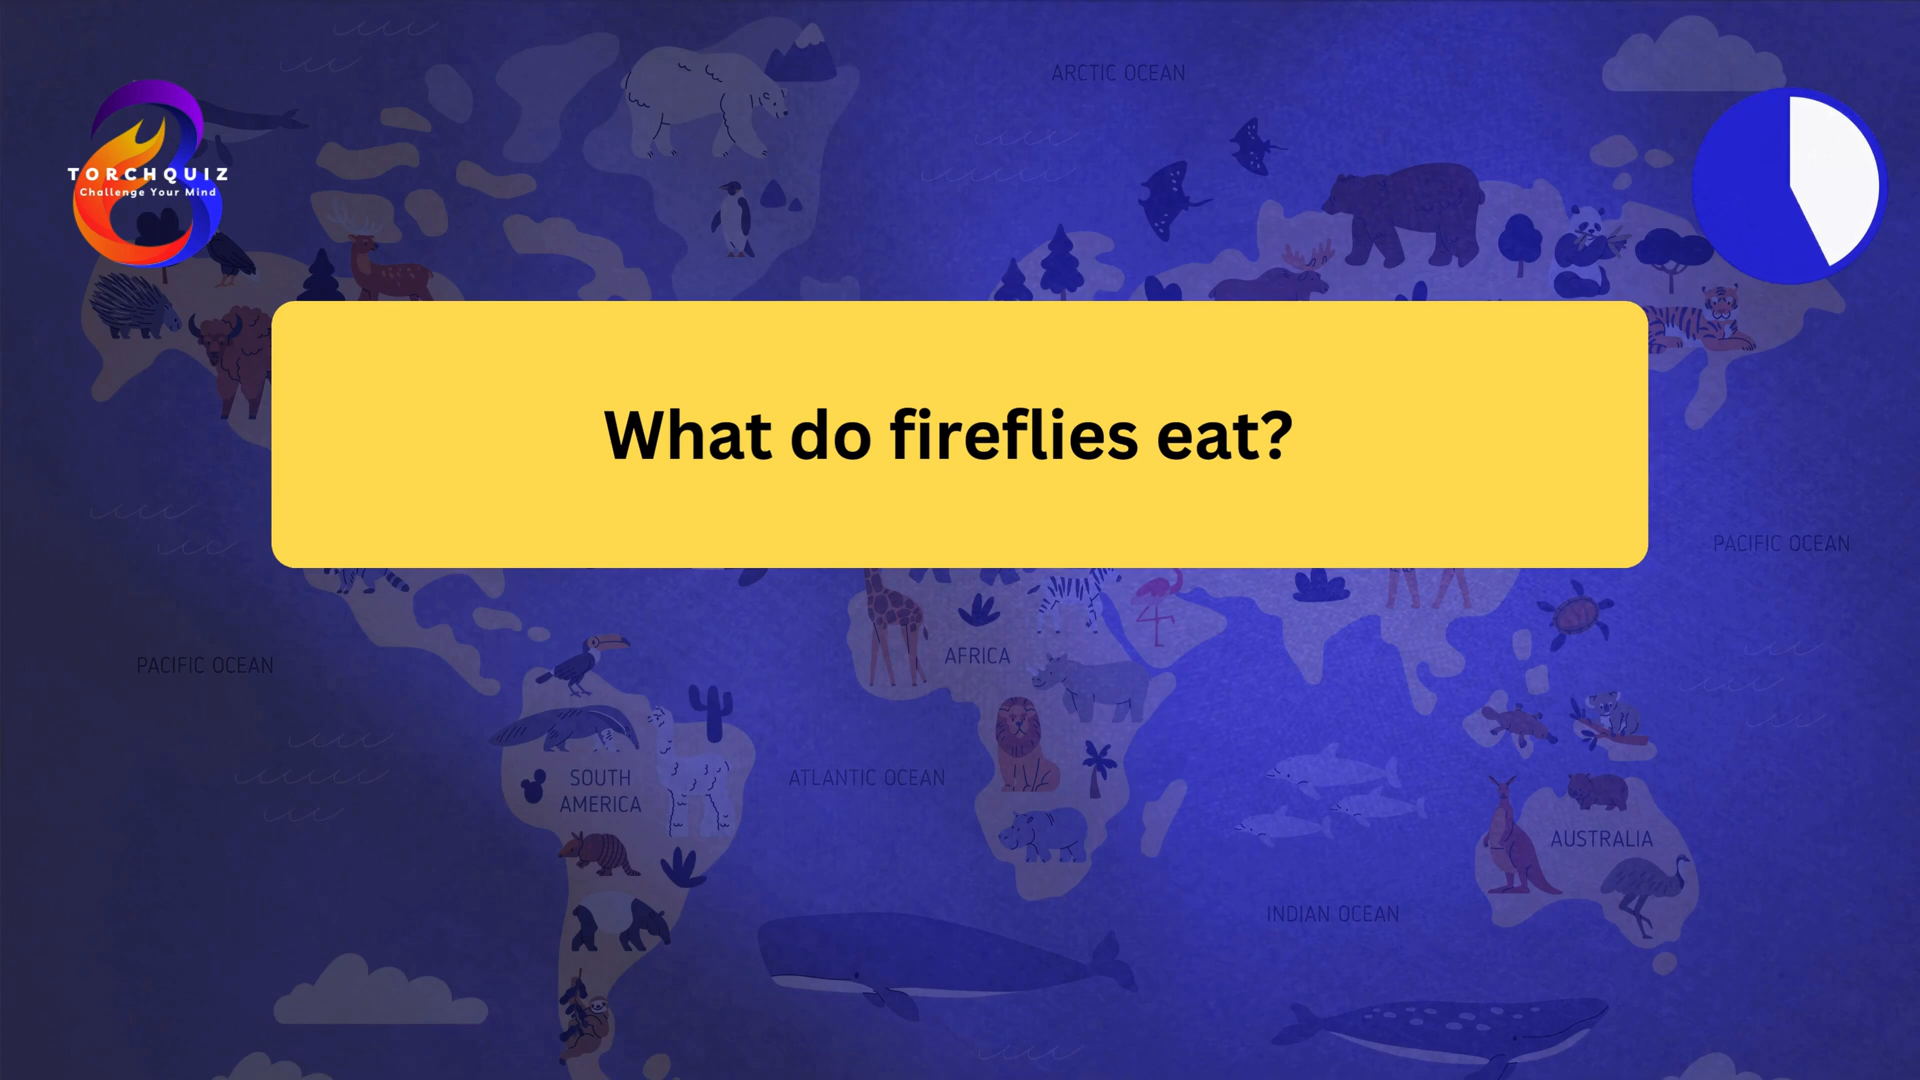 ARCTIC OCEAN
TORCHQUIZ
Challenge Your Mind
What do fireflies eat?
PACIFIC OCEAN
AFRICA
PACIFIC OCEAN
SOUTH
AMERICA
ATLANTIC OCEAN
AUSTRALIA
INDIAN OCEAN